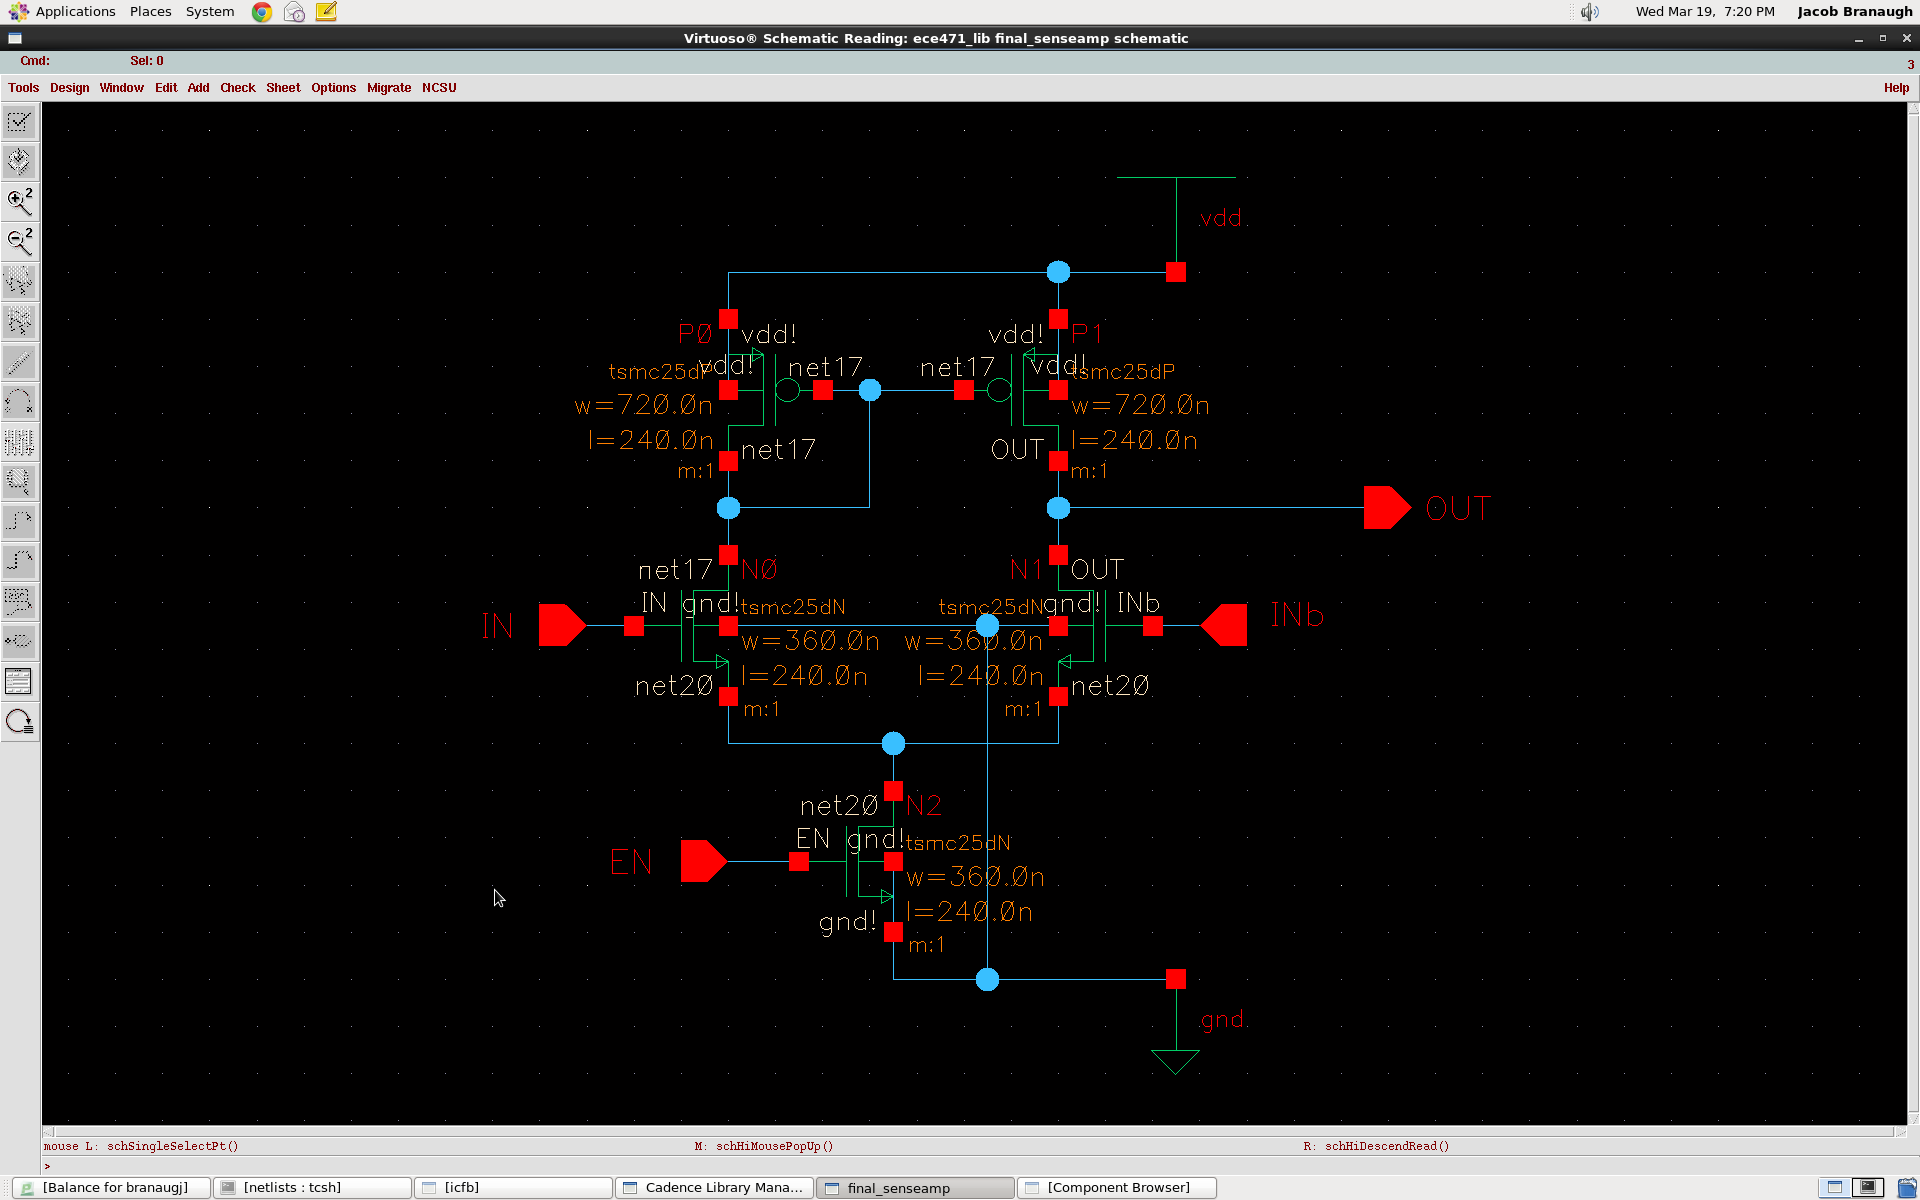 Applications Places System Wed Mar 19, 7:20 PM Jacob Branaugh
Virtuoso® Schematic Reading: ece471_lib final_senseamp schematic
Cmd: Sel: 0 3
Tools Design Window Edit Add Check Sheet Options Migrate NCSU Help
2
2
vdd
P0 vdd! vdd! P1
vdd! net17 net17 vdd!
tsmc25dP tsmc25dP
w=720.0n w=720.0n
l=240.0n net17 OUT l=240.0n
m:1 m:1
OUT
net17 N0 N1 OUT
IN gnd! tsmc25dN tsmc25dN gnd! INb
IN INb
w=360.0n w=360.0n
l=240.0n l=240.0n
net20 net20
m:1 m:1
net20 N2
EN gnd! tsmc25dN
EN
w=360.0n
l=240.0n
gnd!
m:1
gnd
mouse L: schSingleSelectPt() M: schHiMousePopUp() R: schHiDescendRead()
>
[Balance for branaugj] [netlists : tcsh] [icfb] Cadence Library Mana... final_senseamp [Component Browser]